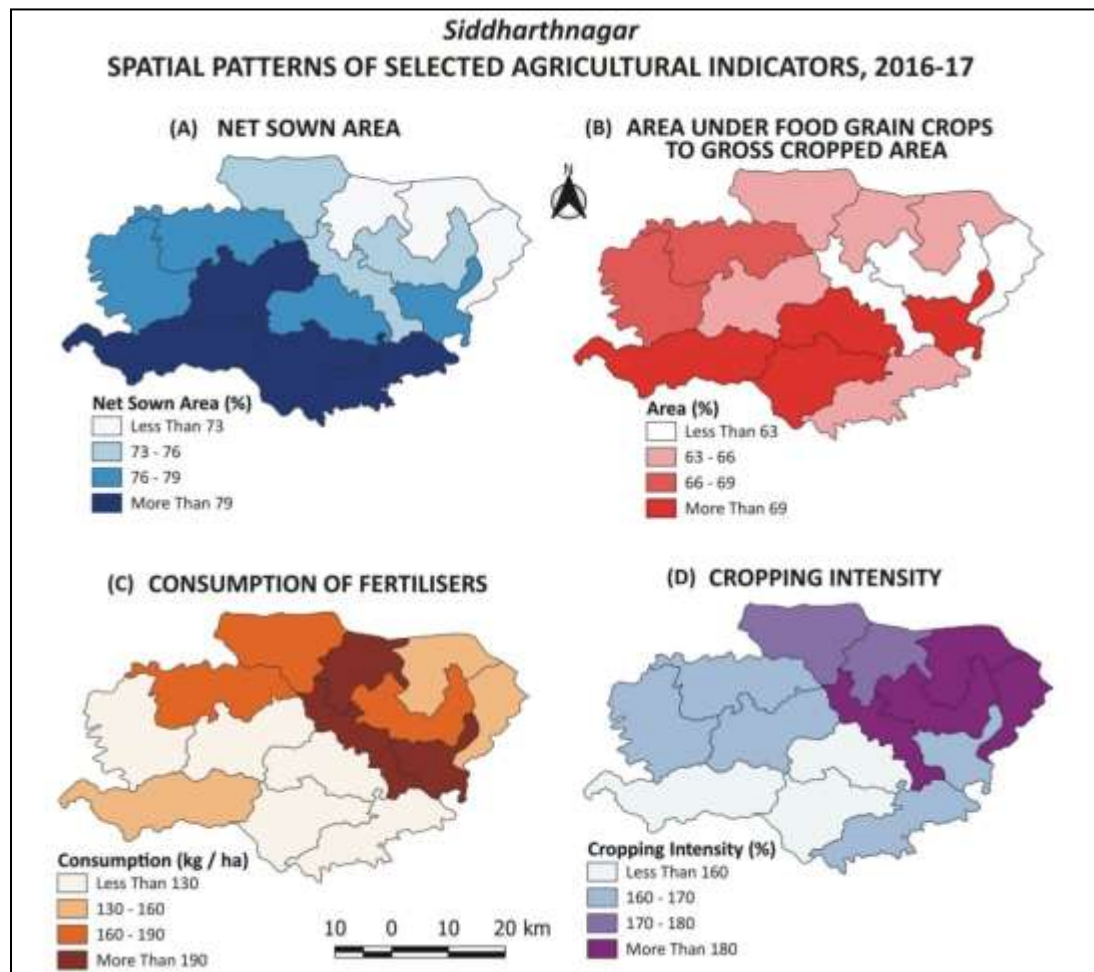 Siddharthnagar
SPATIAL PATTERNS OF SELECTED AGRICULTURAL INDICATORS, 2016-17
(A) NET SOWN AREA
(B) AREA UNDER FOOD GRAIN CROPS
TO GROSS CROPPED AREA
N
Net Sown Area (%)
Less Than 73
73 - 76
76 - 79
More Than 79
Area (%)
Less Than 63
63 - 66
66 - 69
More Than 69
(C) CONSUMPTION OF FERTILISERS
(D) CROPPING INTENSITY
Consumption (kg / ha)
Less Than 130
130 - 160
160 - 190
More Than 190
10 0 10 20 km
Cropping Intensity (%)
Less Than 160
160 - 170
170 - 180
More Than 180